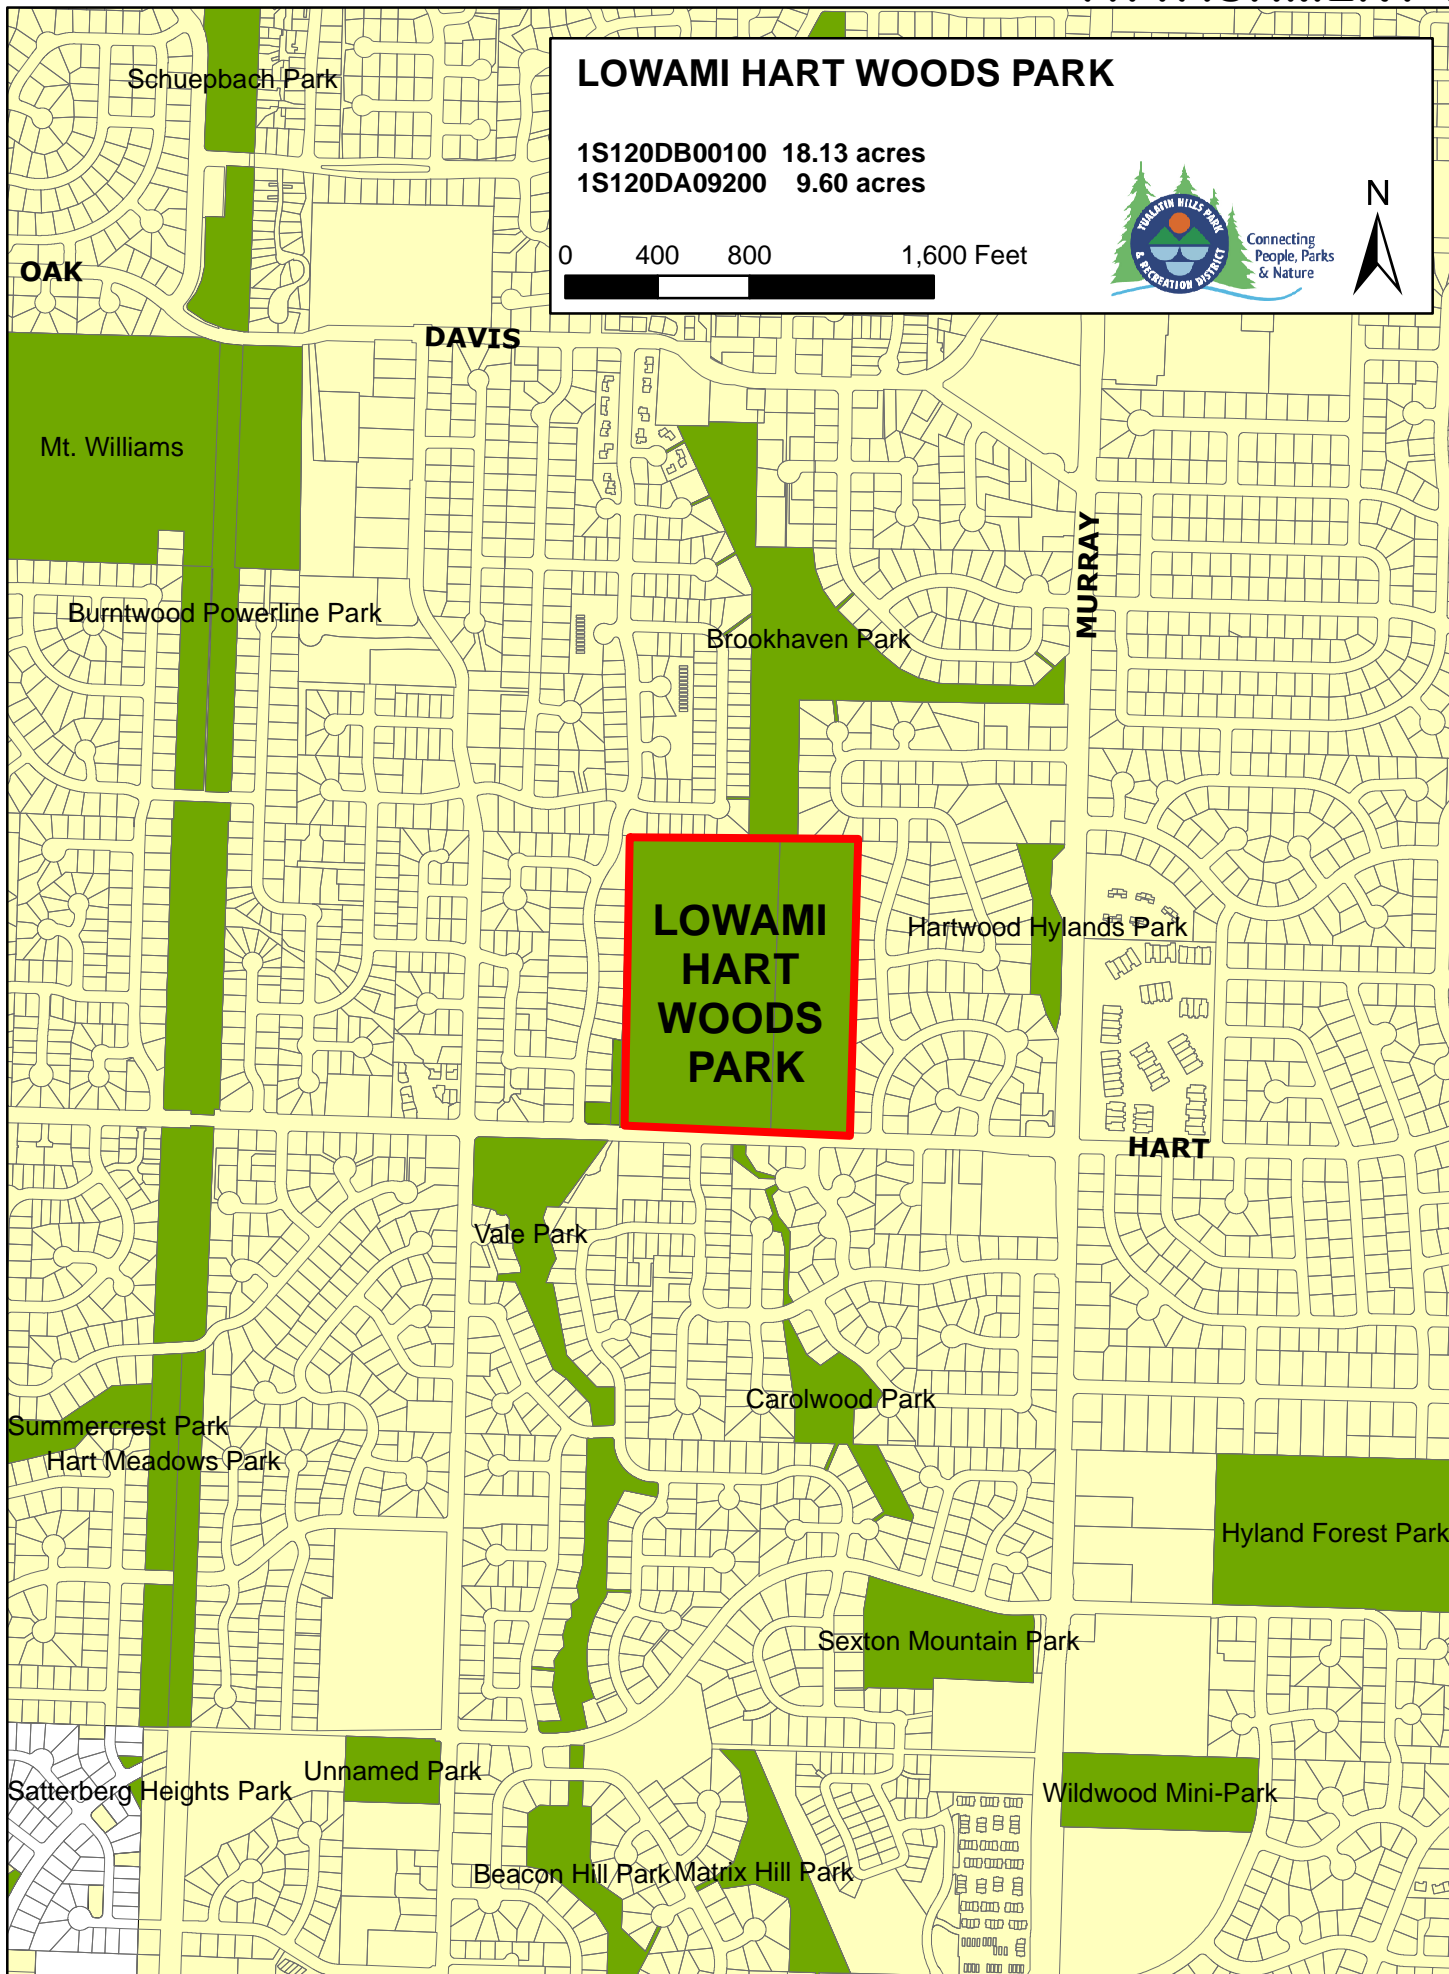 LOWAMI HART WOODS PARK
1S120DB00100 18.13 acres
1S120DA09200 9.60 acres
0 400 800 1,600 Feet
TUALATIN HILLS PARK
& RECREATION DISTRICT
Connecting
People, Parks
& Nature
N
Schuepbach Park
OAK
DAVIS
Mt. Williams
MURRAY
Burntwood Powerline Park
Brookhaven Park
LOWAMI
HART
WOODS
PARK
Hartwood Hylands Park
HART
Vale Park
Carolwood Park
Summercrest Park
Hart Meadows Park
Hyland Forest Park
Sexton Mountain Park
Unnamed Park
Satterberg Heights Park
Wildwood Mini-Park
Beacon Hill Park
Matrix Hill Park